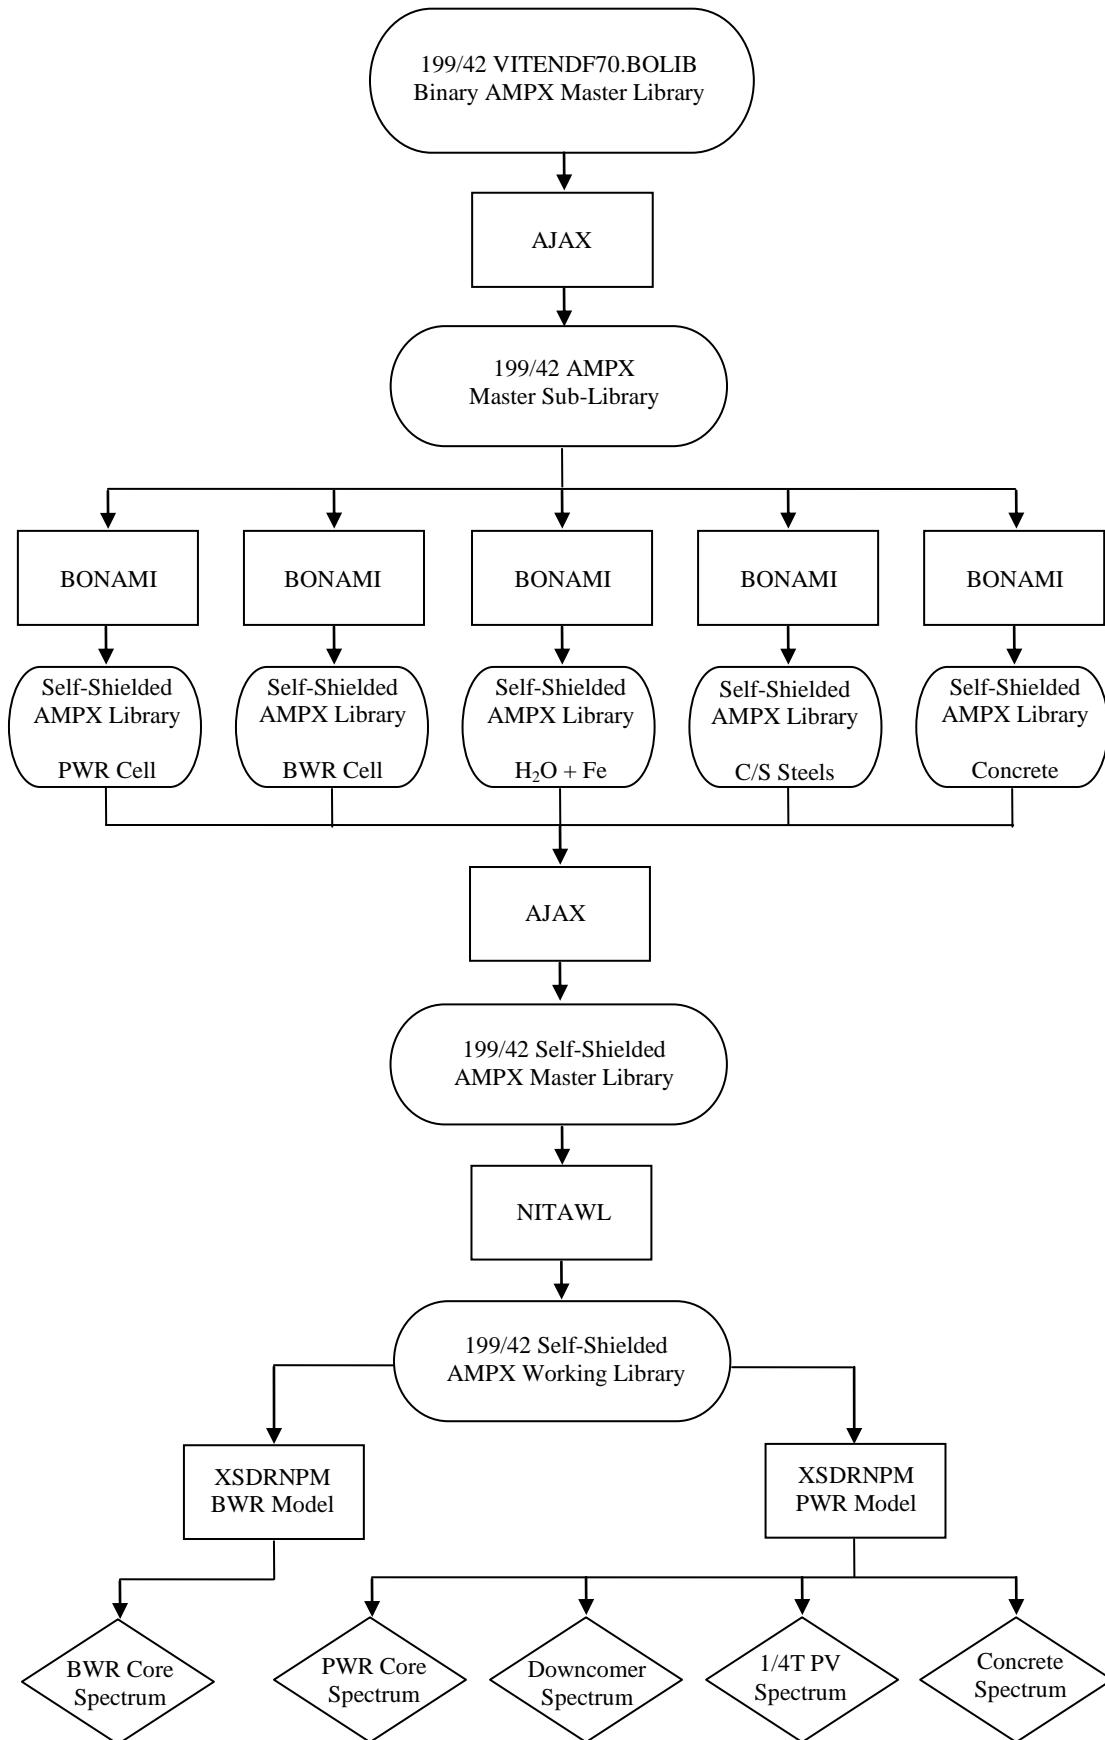 199/42 VITENDF70.BOLIB
Binary AMPX Master Library
AJAX
199/42 AMPX
Master Sub-Library
BONAMI
BONAMI
BONAMI
BONAMI
BONAMI
Self-Shielded
AMPX Library
PWR Cell
Self-Shielded
AMPX Library
BWR Cell
Self-Shielded
AMPX Library
H₂O + Fe
Self-Shielded
AMPX Library
C/S Steels
Self-Shielded
AMPX Library
Concrete
AJAX
199/42 Self-Shielded
AMPX Master Library
NITAWL
199/42 Self-Shielded
AMPX Working Library
XSDRNPM
BWR Model
XSDRNPM
PWR Model
BWR Core
Spectrum
PWR Core
Spectrum
Downcomer
Spectrum
1/4T PV
Spectrum
Concrete
Spectrum